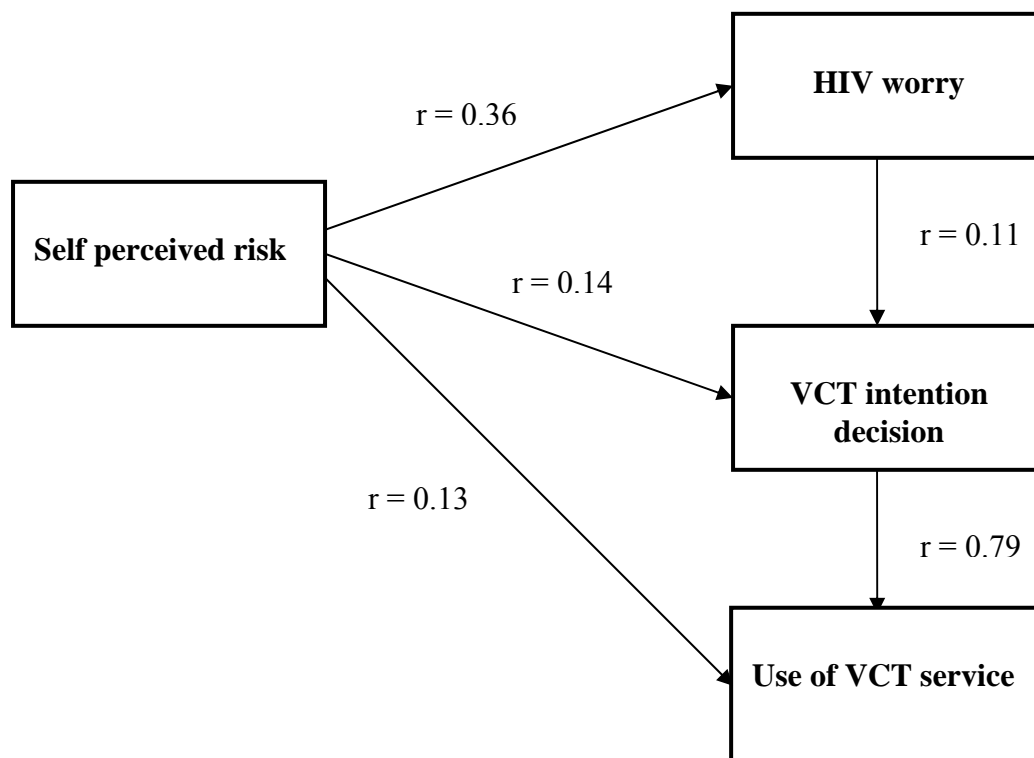 HIV worry
r = 0.36
Self perceived risk
r = 0.11
r = 0.14
VCT intention
decision
r = 0.13
r = 0.79
Use of VCT service